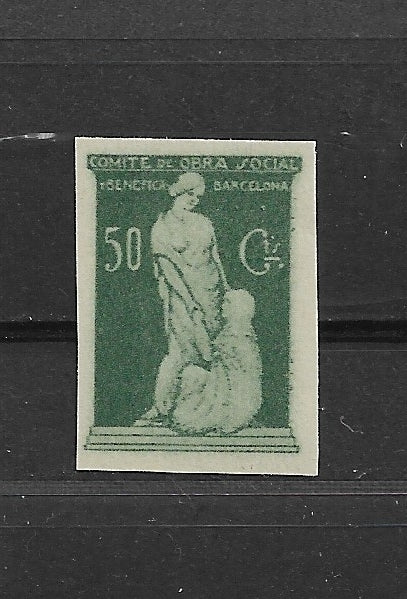 COMITE DE OBRA SOCIAL
Y BENEFICA BARCELONA
50 Cts.